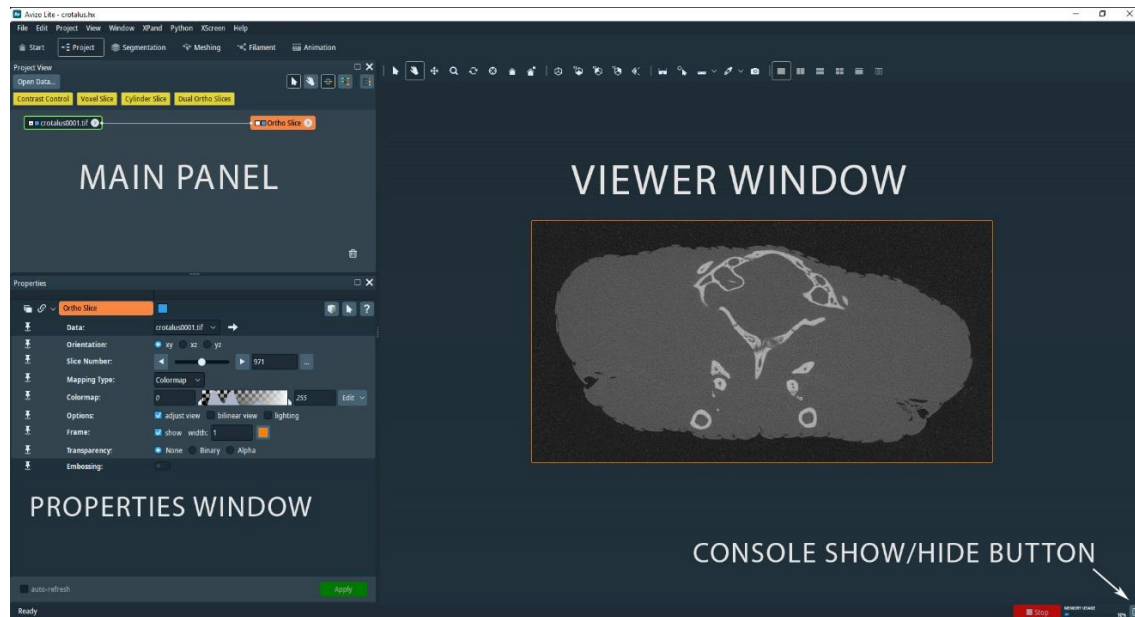 Avizo Lite - crotalus.hx
File Edit Project View Window XPand Python XScreen Help
Start Project Segmentation Meshing Filament Animation
Project View
Open Data...
Contrast Control Voxel Slice Cylinder Slice Dual Ortho Slices
crotalus0001.tif Ortho Slice
MAIN PANEL
VIEWER WINDOW
Properties
Ortho Slice
?
Data: crotalus0001.tif
Orientation: xy xz yz
Slice Number: 971 ...
Mapping Type: Colormap
Colormap: 0 255 Edit
Options: adjust view bilinear view lighting
Frame: show width: 1
Transparency: None Binary Alpha
Embossing:
PROPERTIES WINDOW
CONSOLE SHOW/HIDE BUTTON
auto-refresh Apply
Ready Stop MEMORY USAGE